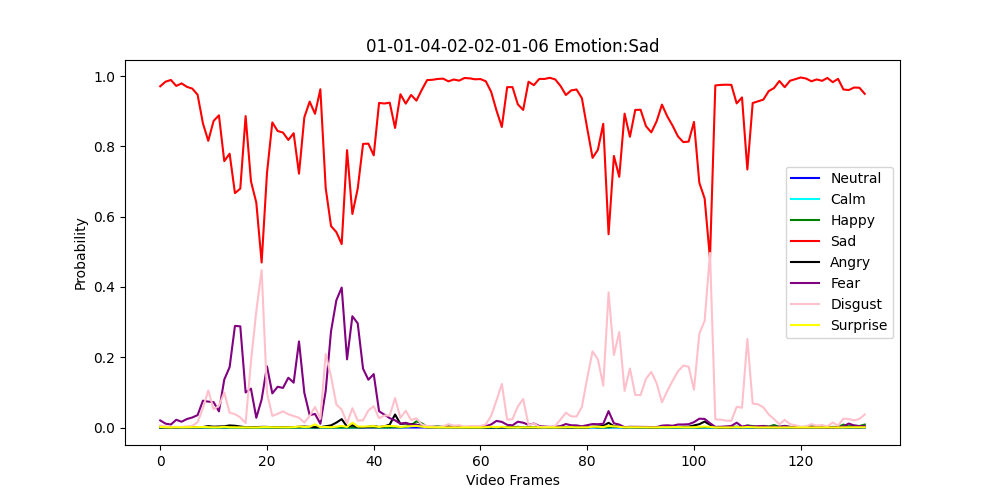 01-01-04-02-02-01-06 Emotion:Sad
1.0
0.8
0.6
0.4
0.2
0.0
Probability
0 20 40 60 80 100 120
Video Frames
Neutral
Calm
Happy
Sad
Angry
Fear
Disgust
Surprise